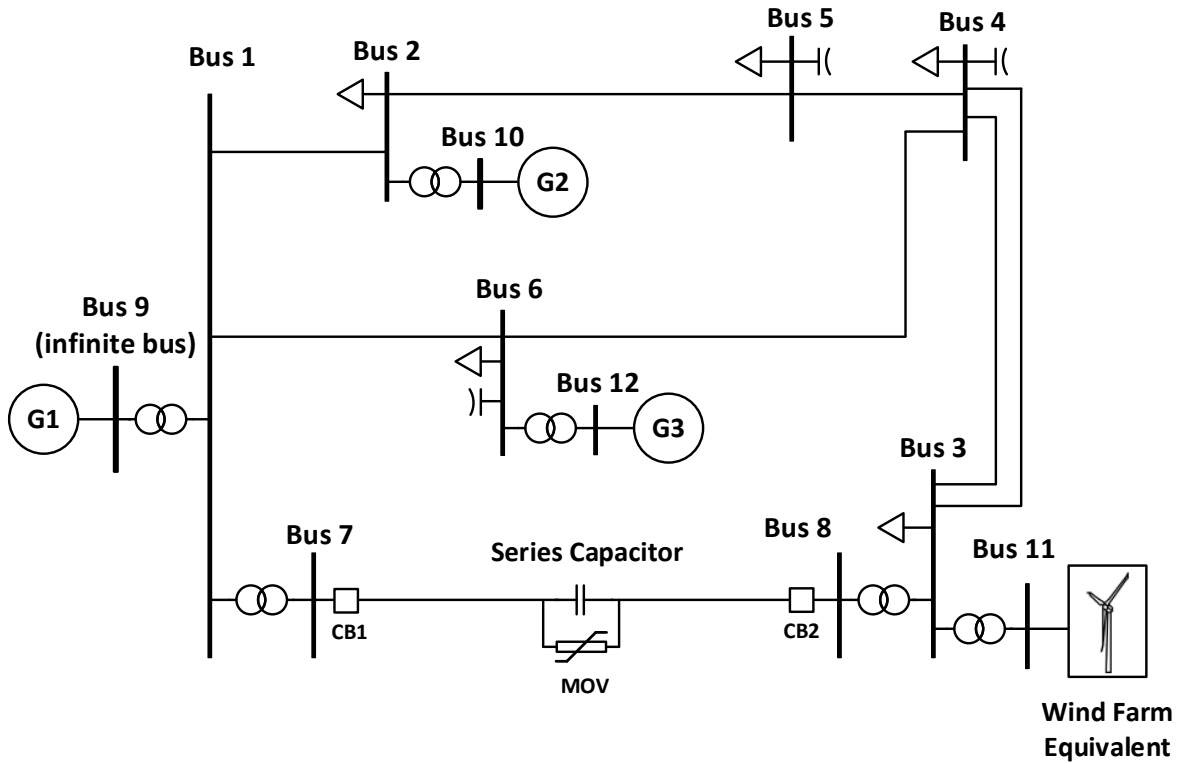 Bus 5
Bus 4
Bus 1
Bus 2
Bus 10
G2
Bus 6
Bus 9
(infinite bus)
Bus 12
G1
G3
Bus 3
Bus 7
Series Capacitor
Bus 8
Bus 11
CB1
CB2
MOV
Wind Farm
Equivalent